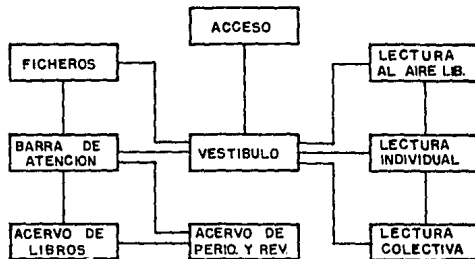 ACCESO
FICHEROS
LECTURA
AL AIRE LIB.
BARRA DE
ATENCION
VESTIBULO
LECTURA
INDIVIDUAL
ACERVO DE
LIBROS
ACERVO DE
PERIO. Y REV.
LECTURA
COLECTIVA